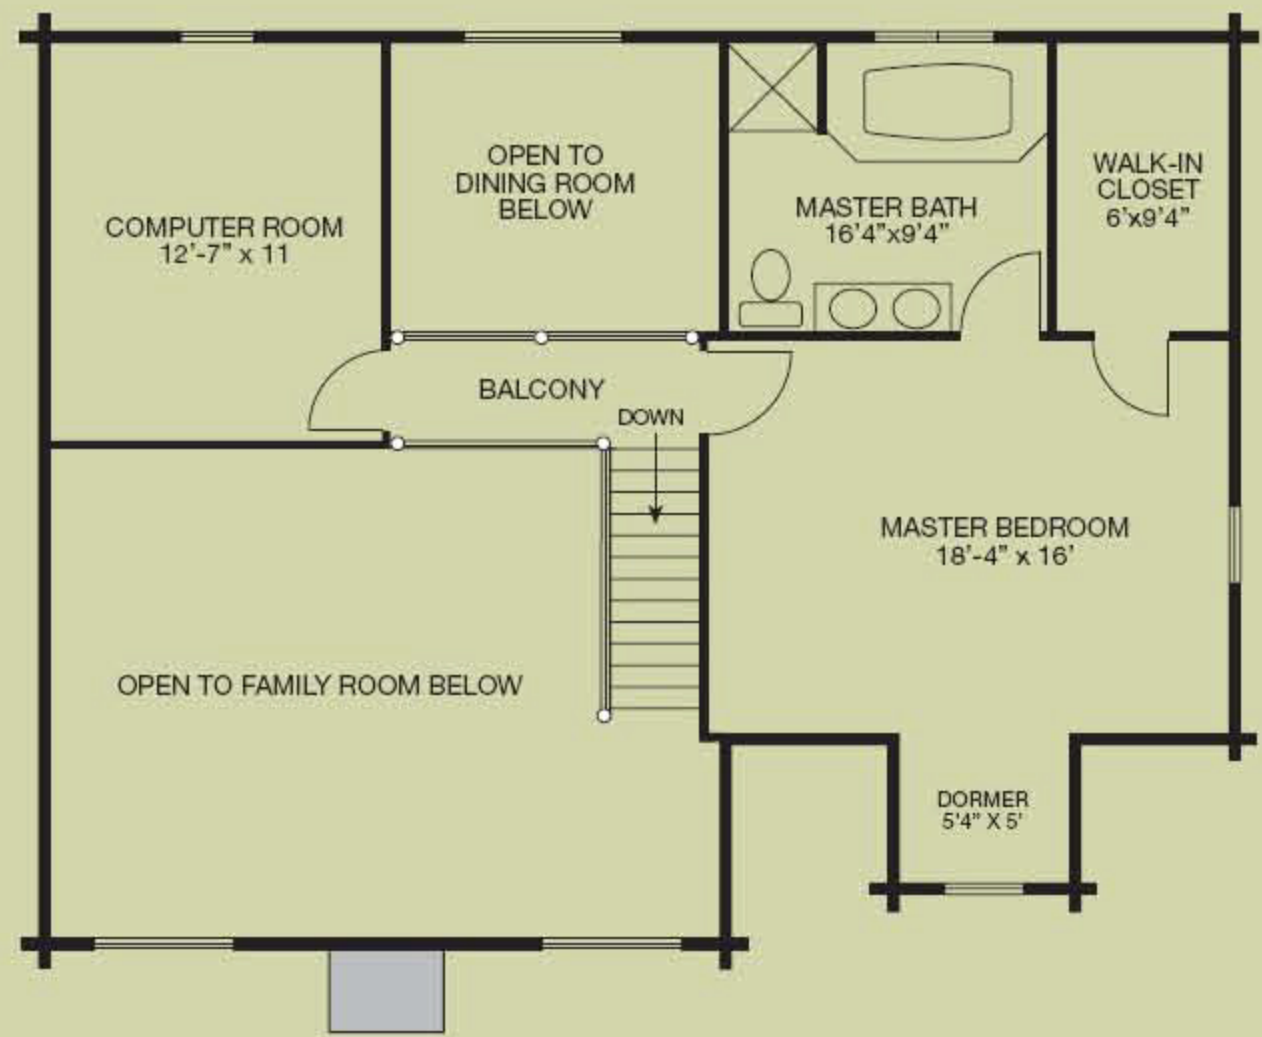 OPEN TO
DINING ROOM
BELOW
WALK-IN
CLOSET
6’x9’4”
COMPUTER ROOM
12’-7” x 11
MASTER BATH
16’4”x9’4”
BALCONY
DOWN
MASTER BEDROOM
18’-4” x 16’
OPEN TO FAMILY ROOM BELOW
DORMER
5'4” X 5’